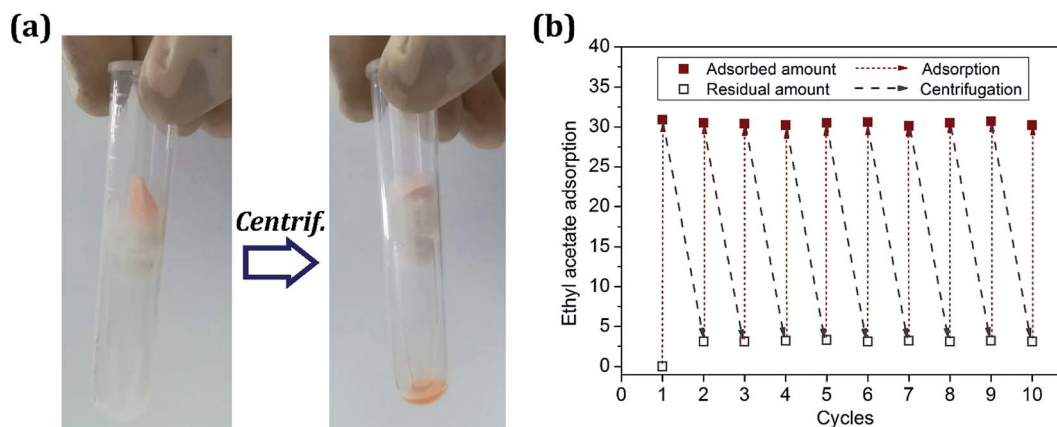 (a)
Centrif.
(b)
Ethyl acetate adsorption
40
35
30
25
20
15
10
5
0
Adsorbed amount
Adsorption
Residual amount
Centrifugation
0 1 2 3 4 5 6 7 8 9 10
Cycles